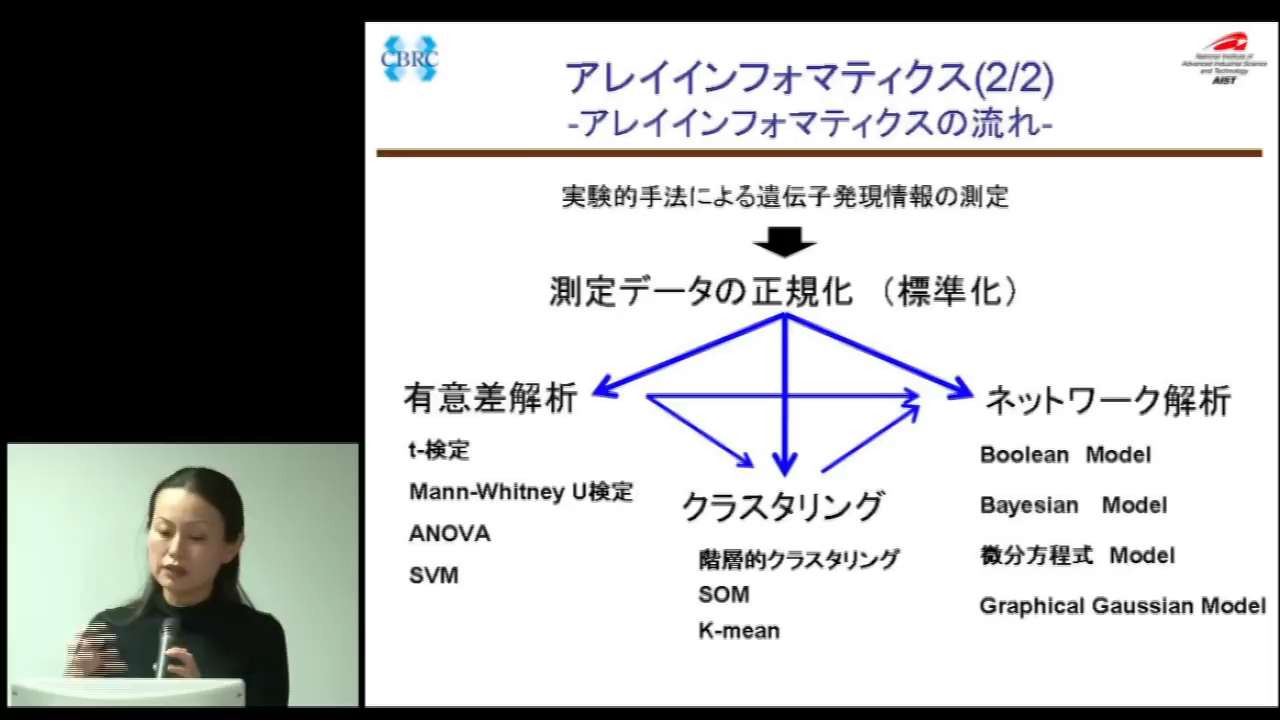 CBRC
National Institute of
Advanced Industrial Science
and Technology
AIST
アレイインフォマティクス(2/2)
-アレイインフォマティクスの流れ-
実験的手法による遺伝子発現情報の測定
測定データの正規化 （標準化）
有意差解析
t-検定
Mann-Whitney U検定
ANOVA
SVM
クラスタリング
階層的クラスタリング
SOM
K-mean
ネットワーク解析
Boolean Model
Bayesian Model
微分方程式 Model
Graphical Gaussian Model